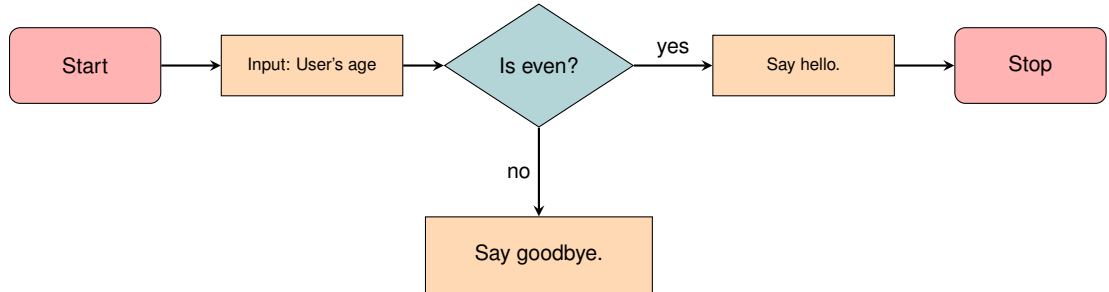 Start
Input: User's age
Is even?
yes
Say hello.
Stop
no
Say goodbye.